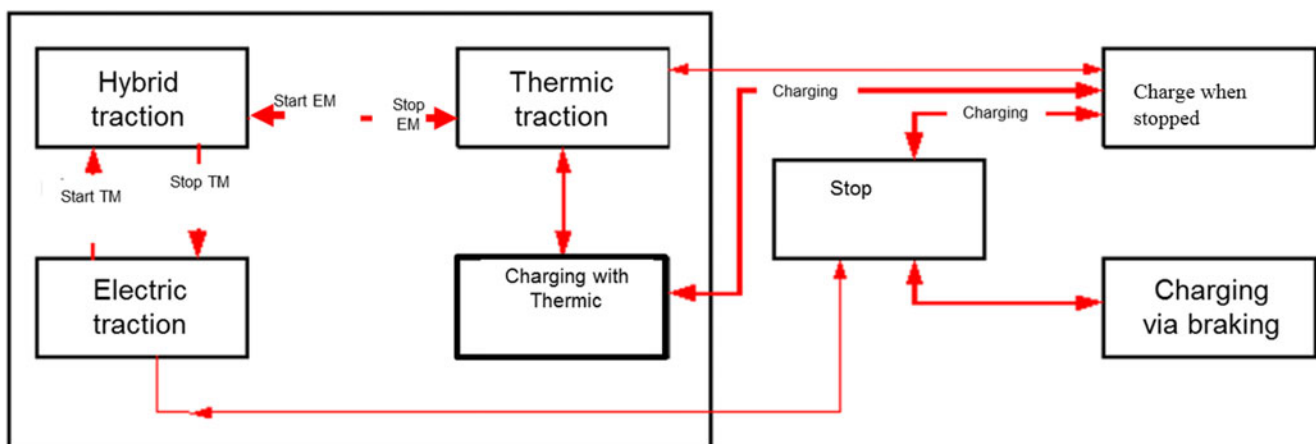 Hybrid
traction
Start EM
Stop
EM
Thermic
traction
Charging
Charge when
stopped
Charging
Start TM
Stop TM
Stop
Electric
traction
Charging with
Thermic
Charging
via braking